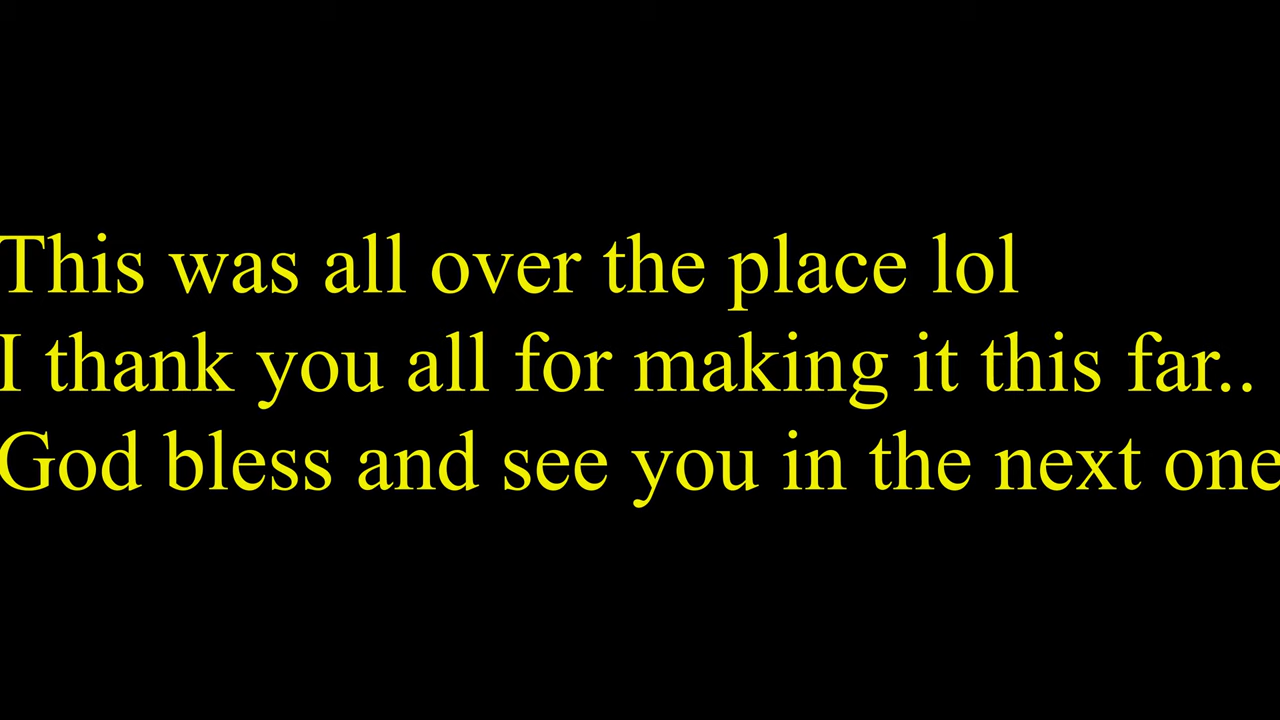 This was all over the place lol
I thank you all for making it this far..
God bless and see you in the next one